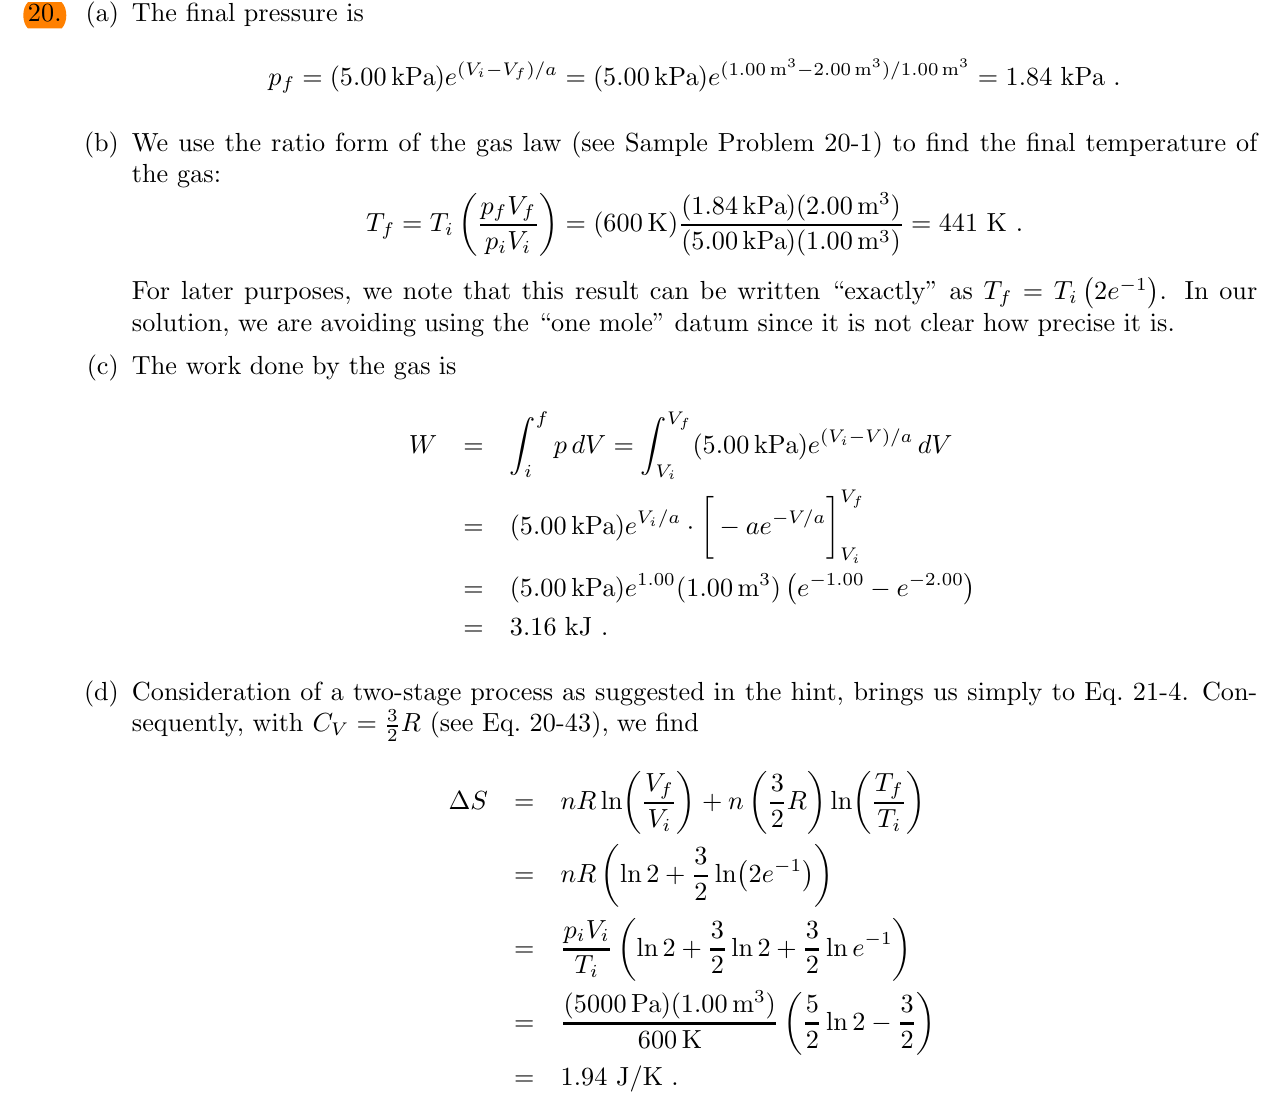 20. (a) The final pressure is
p_f = (5.00 kPa)e^{(V_i−V_f)/a} = (5.00 kPa)e^{(1.00 m^3−2.00 m^3)/1.00 m^3} = 1.84 kPa .
(b) We use the ratio form of the gas law (see Sample Problem 20-1) to find the final temperature of
the gas:
T_f = T_i (p_f V_f / p_i V_i) = (600 K) (1.84 kPa)(2.00 m^3) / (5.00 kPa)(1.00 m^3) = 441 K .
For later purposes, we note that this result can be written “exactly” as T_f = T_i (2e^{−1}). In our
solution, we are avoiding using the “one mole” datum since it is not clear how precise it is.
(c) The work done by the gas is
W = ∫_i^f p dV = ∫_{V_i}^{V_f} (5.00 kPa)e^{(V_i−V)/a} dV
= (5.00 kPa)e^{V_i/a} · [− ae^{−V/a}]_{V_i}^{V_f}
= (5.00 kPa)e^{1.00}(1.00 m^3) (e^{−1.00} − e^{−2.00})
= 3.16 kJ .
(d) Consideration of a two-stage process as suggested in the hint, brings us simply to Eq. 21-4. Con-
sequently, with C_V = 3/2 R (see Eq. 20-43), we find
ΔS = nR ln(V_f / V_i) + n (3/2 R) ln(T_f / T_i)
= nR (ln 2 + 3/2 ln(2e^{−1}))
= p_i V_i / T_i (ln 2 + 3/2 ln 2 + 3/2 ln e^{−1})
= (5000 Pa)(1.00 m^3) / 600 K (5/2 ln 2 − 3/2)
= 1.94 J/K .